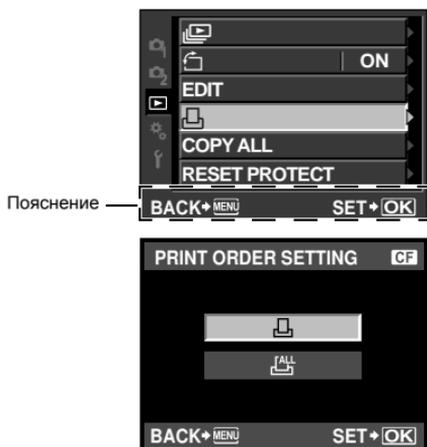 ON
EDIT
COPY ALL
RESET PROTECT
Пояснение
BACK MENU SET OK
PRINT ORDER SETTING CF
ALL
BACK MENU SET OK